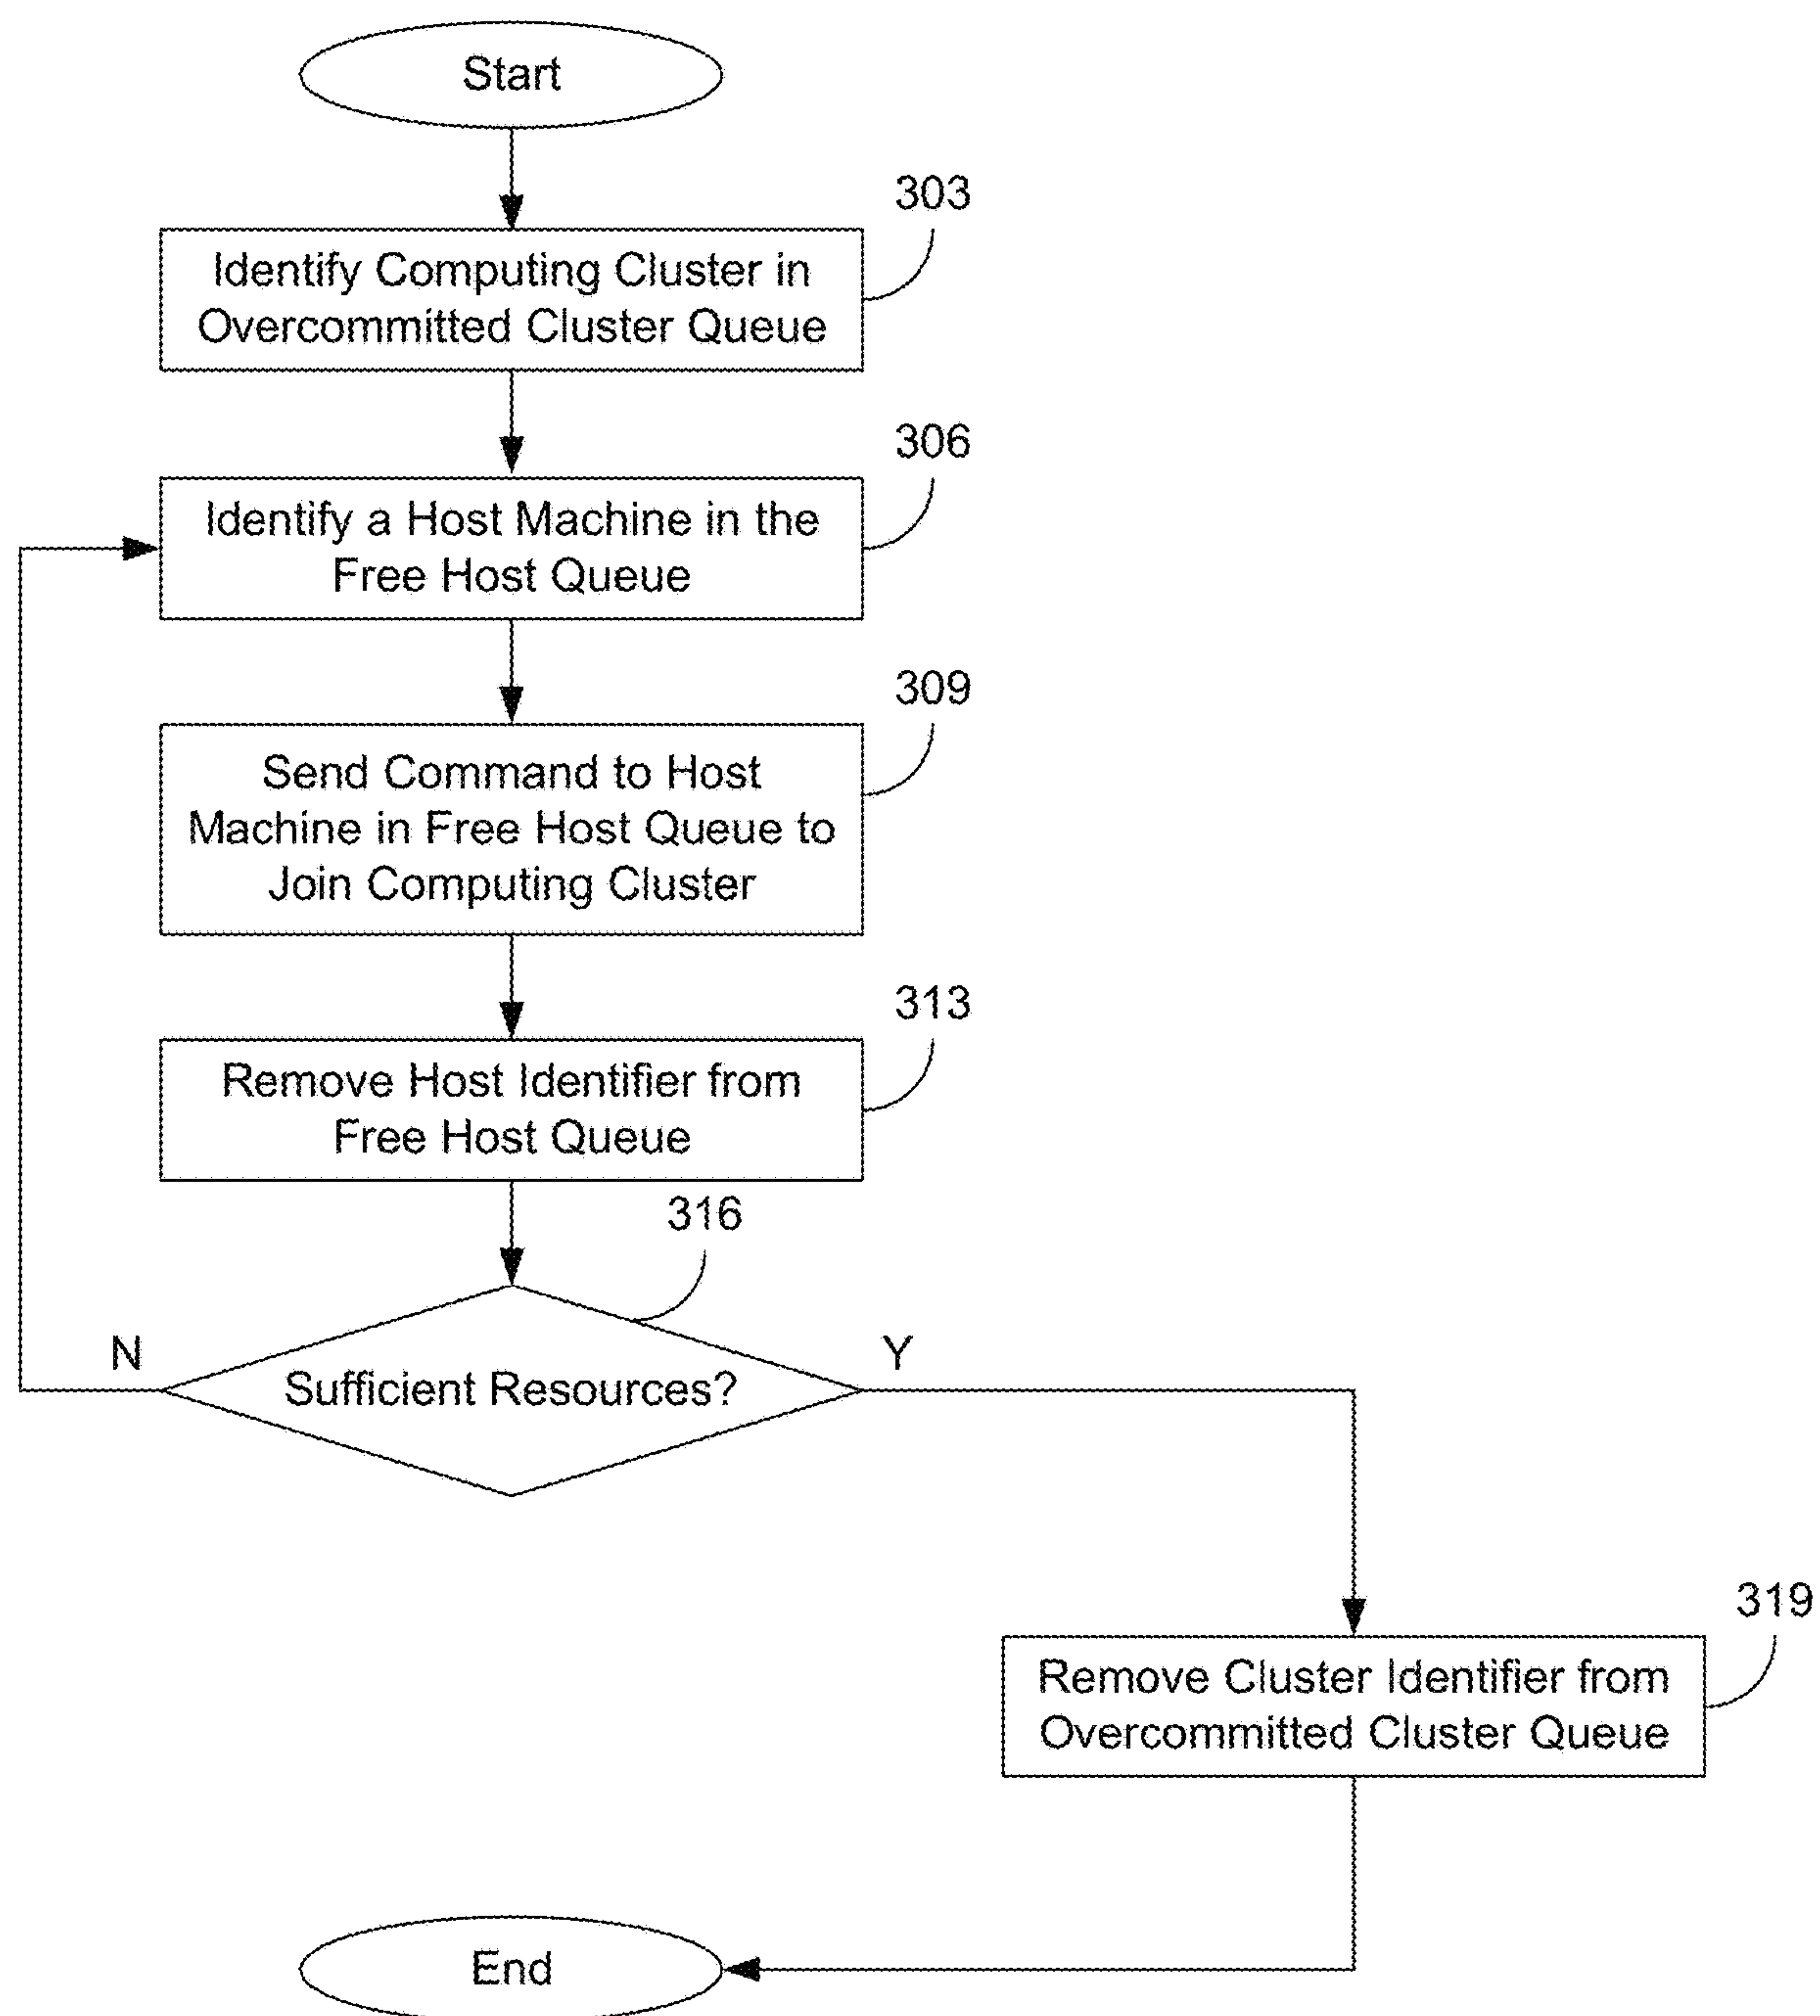 Start
303
Identify Computing Cluster in
Overcommitted Cluster Queue
306
Identify a Host Machine in the
Free Host Queue
309
Send Command to Host
Machine in Free Host Queue to
Join Computing Cluster
313
Remove Host Identifier from
Free Host Queue
316
N
Sufficient Resources?
Y
319
Remove Cluster Identifier from
Overcommitted Cluster Queue
End